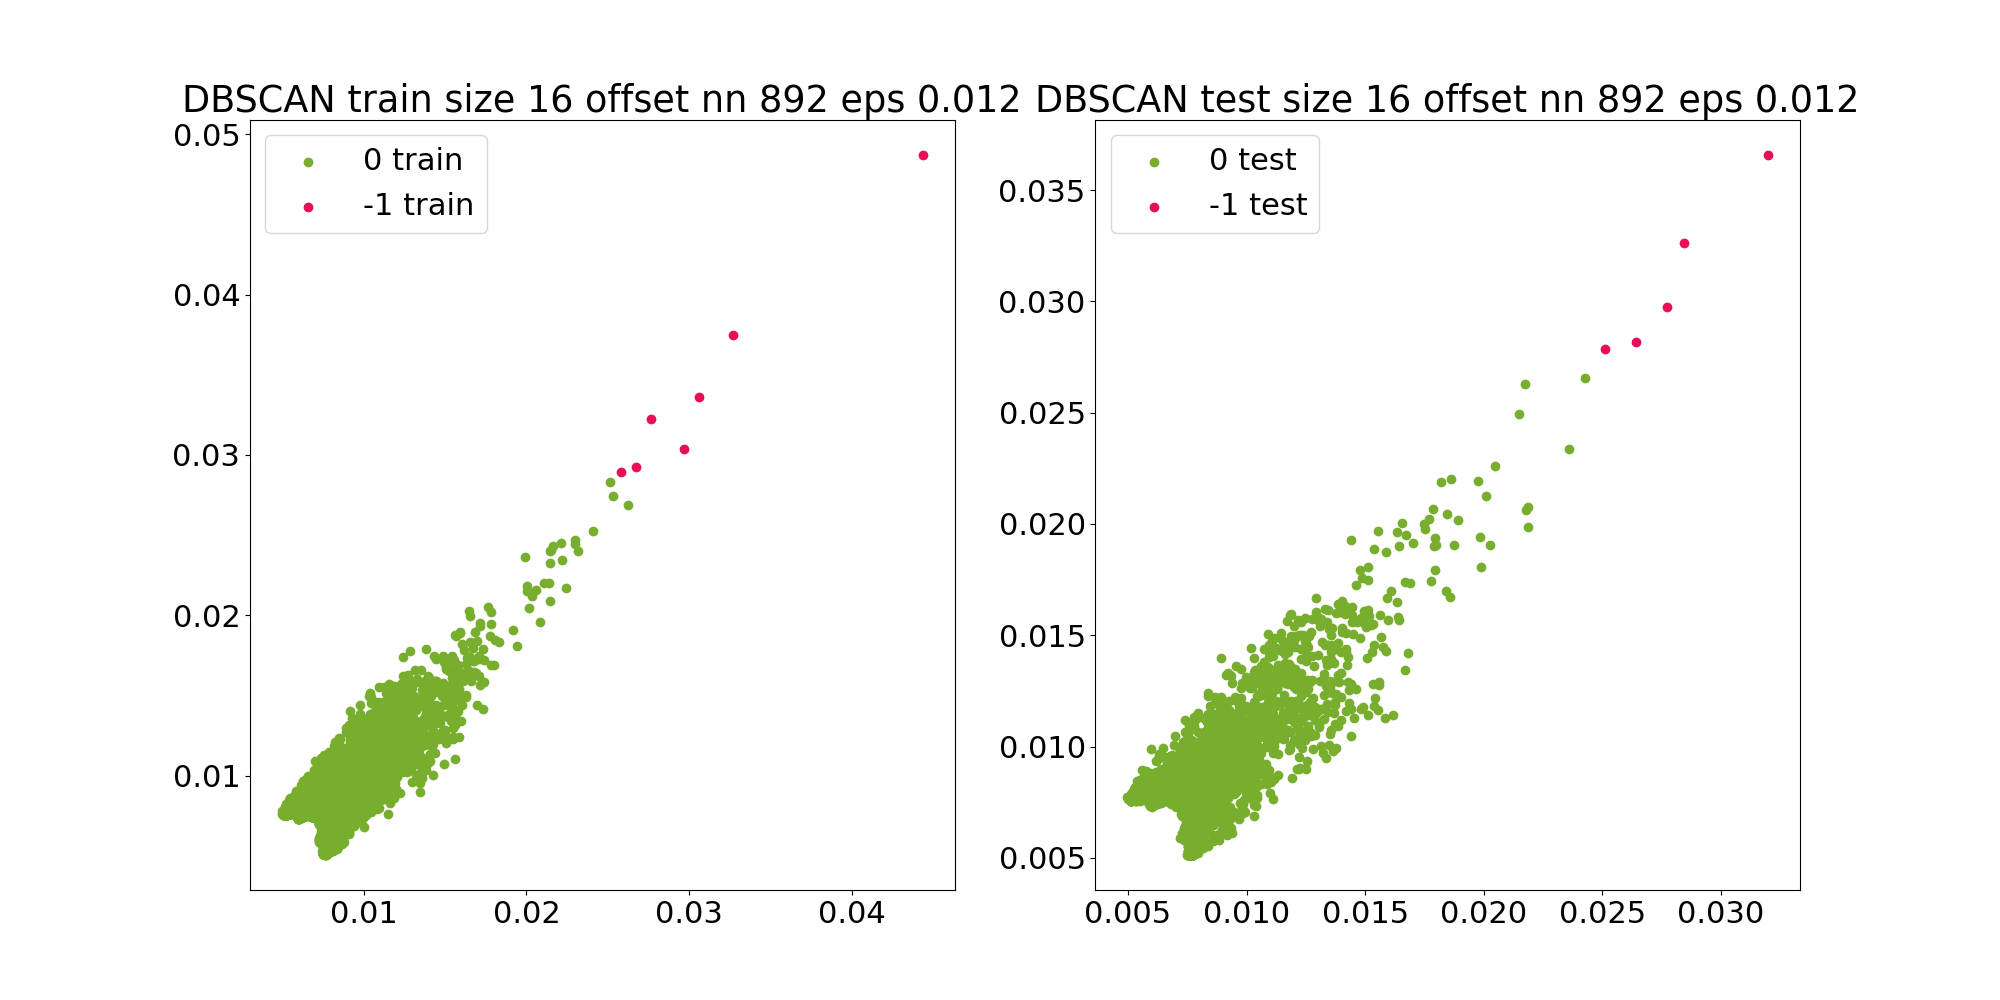 DBSCAN train size 16 offset nn 892 eps 0.012
0.05
0.04
0.03
0.02
0.01
0 train
-1 train
0.01 0.02 0.03 0.04
DBSCAN test size 16 offset nn 892 eps 0.012
0.035
0.030
0.025
0.020
0.015
0.010
0.005
0 test
-1 test
0.005 0.010 0.015 0.020 0.025 0.030